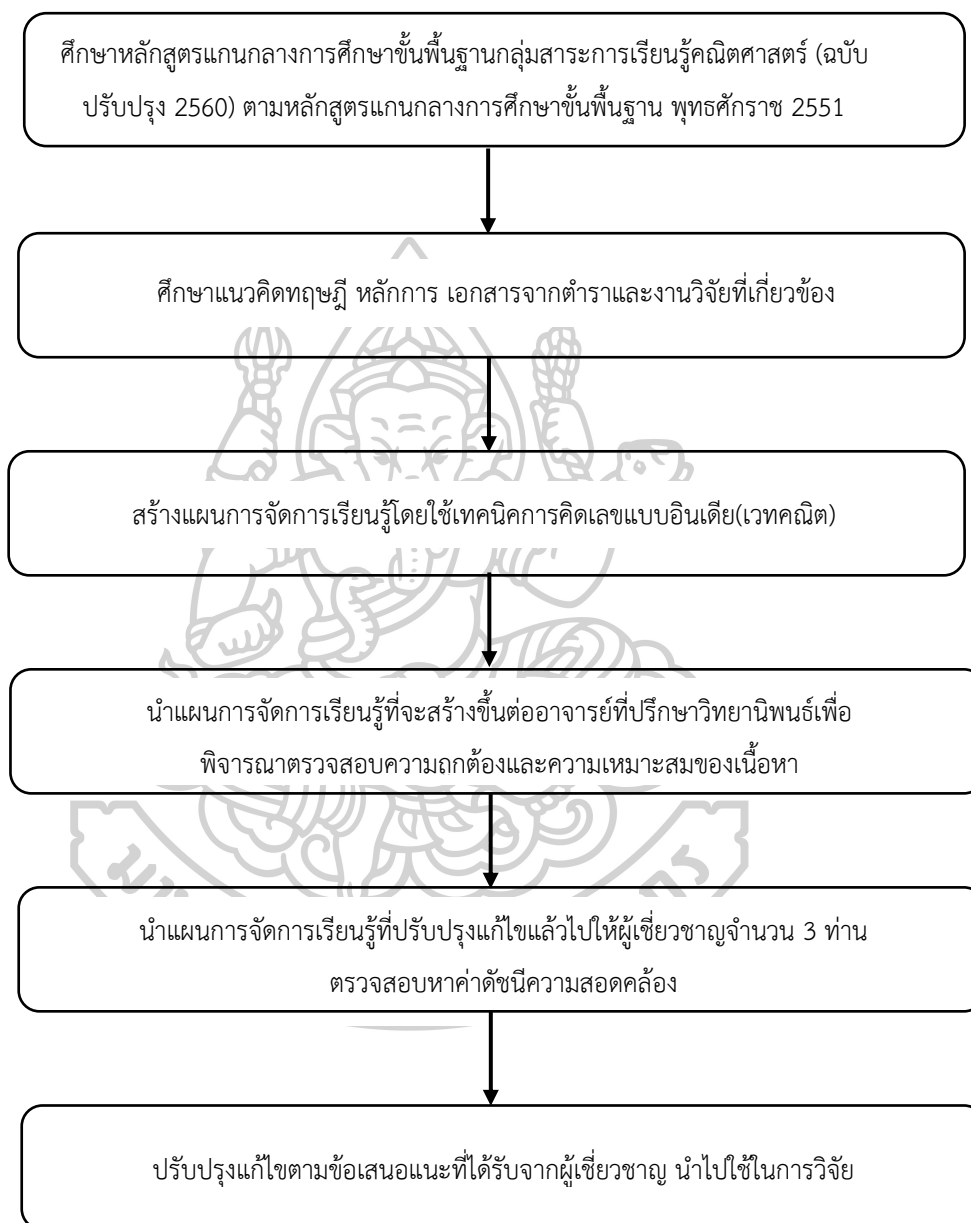 ศึกษาหลักสูตรแกนกลางการศึกษาขั้นพื้นฐานกลุ่มสาระการเรียนรู้คณิตศาสตร์ (ฉบับ
ปรับปรุง 2560) ตามหลักสูตรแกนกลางการศึกษาขั้นพื้นฐาน พุทธศักราช 2551
ศึกษาแนวคิดทฤษฎี หลักการ เอกสารจากตำราและงานวิจัยที่เกี่ยวข้อง
สร้างแผนการจัดการเรียนรู้โดยใช้เทคนิคการคิดเลขแบบอินเดีย(เวทคณิต)
นำแผนการจัดการเรียนรู้ที่จะสร้างขึ้นต่ออาจารย์ที่ปรึกษาวิทยานิพนธ์เพื่อ
พิจารณาตรวจสอบความถกต้องและความเหมาะสมของเนื้อหา
นำแผนการจัดการเรียนรู้ที่ปรับปรุงแก้ไขแล้วไปให้ผู้เชี่ยวชาญจำนวน 3 ท่าน
ตรวจสอบหาค่าดัชนีความสอดคล้อง
ปรับปรุงแก้ไขตามข้อเสนอแนะที่ได้รับจากผู้เชี่ยวชาญ นำไปใช้ในการวิจัย